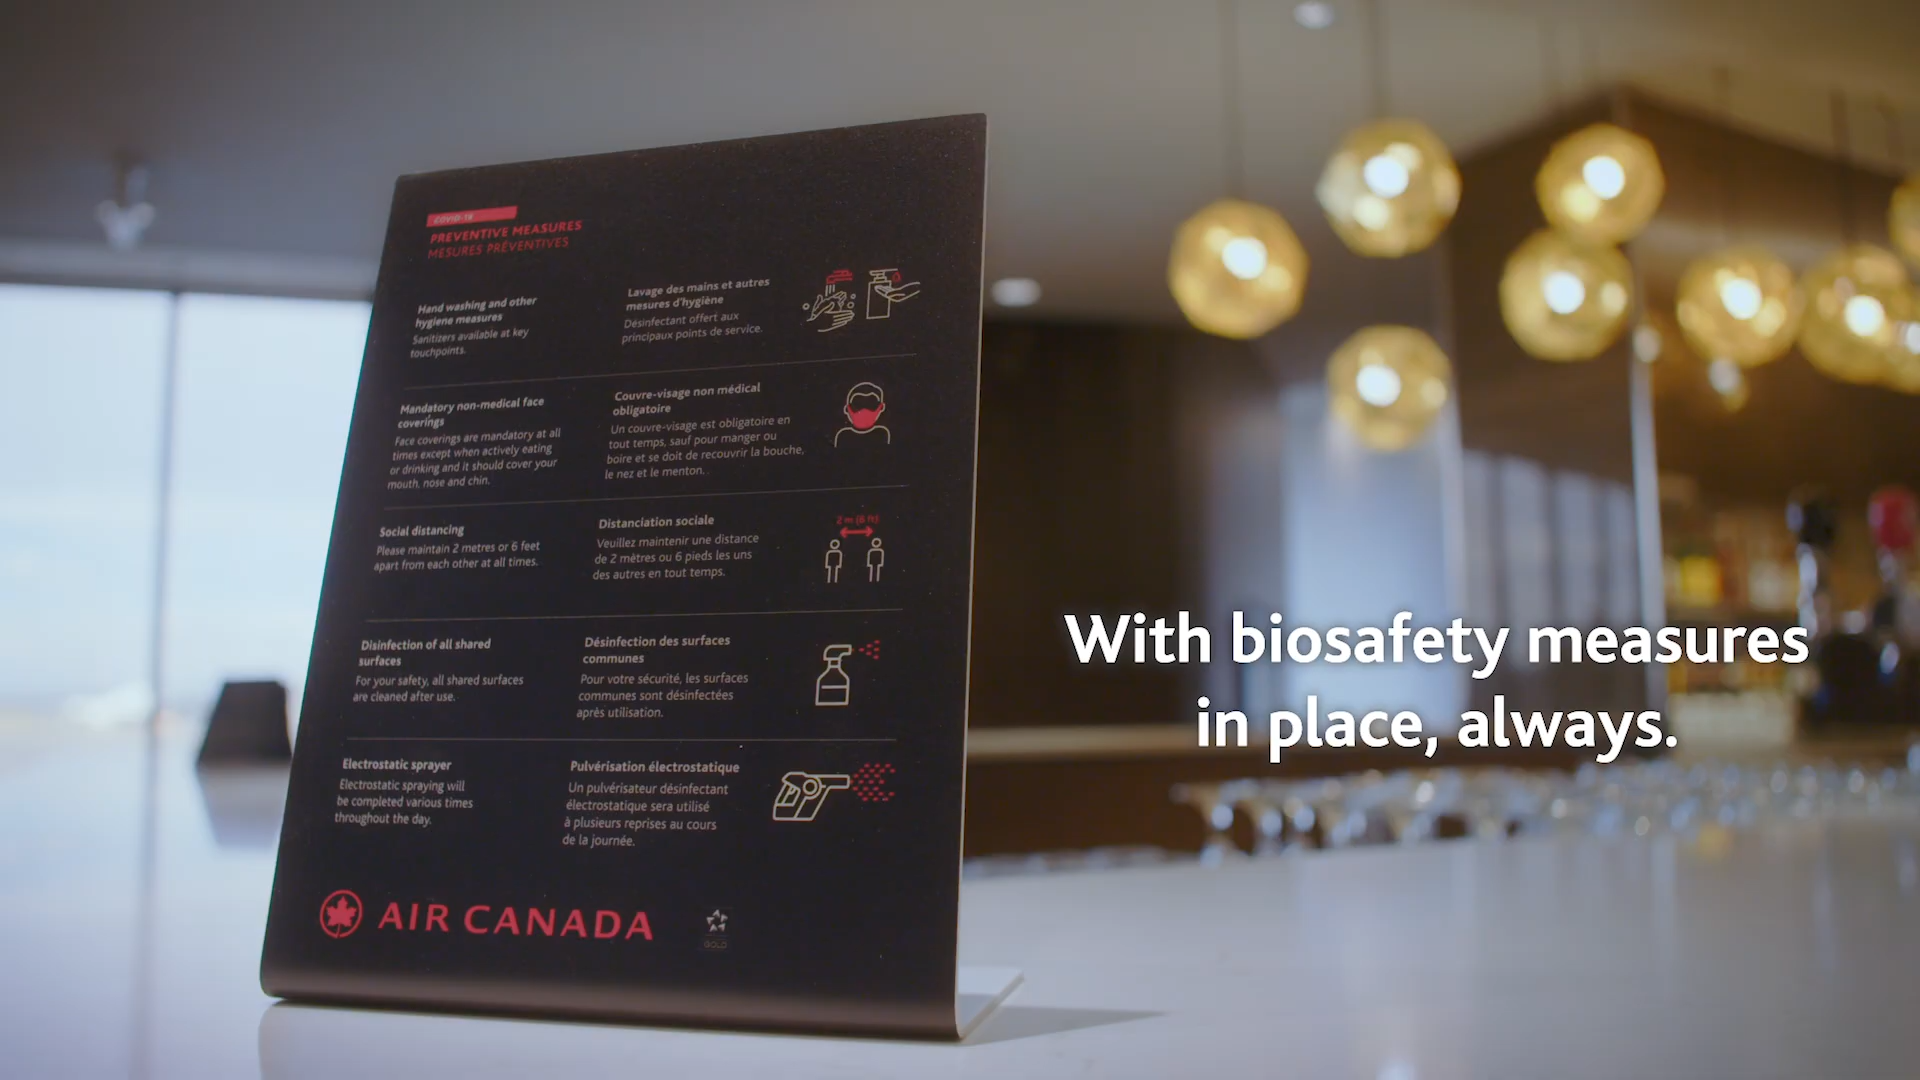 COVID-19
PREVENTIVE MEASURES
MESURES PRÉVENTIVES
Hand washing and other
hygiene measures
Sanitizers available at key
touchpoints.
Lavage des mains et autres
mesures d'hygiène
Désinfectant offert aux
principaux points de service.
Mandatory non-medical face
coverings
Face coverings are mandatory at all
times except when actively eating
or drinking and it should cover your
mouth, nose and chin.
Couvre-visage non médical
obligatoire
Un couvre-visage est obligatoire en
tout temps, sauf pour manger ou
boire et se doit de recouvrir la bouche,
le nez et le menton.
Social distancing
Please maintain 2 metres or 6 feet
apart from each other at all times.
Distanciation sociale
Veuillez maintenir une distance
de 2 mètres ou 6 pieds les uns
des autres en tout temps.
2 m (6 ft)
Disinfection of all shared
surfaces
For your safety, all shared surfaces
are cleaned after use.
Désinfection des surfaces
communes
Pour votre sécurité, les surfaces
communes sont désinfectées
après utilisation.
Electrostatic sprayer
Electrostatic spraying will
be completed various times
throughout the day.
Pulvérisation électrostatique
Un pulvérisateur désinfectant
électrostatique sera utilisé
à plusieurs reprises au cours
de la journée.
AIR CANADA
GOLD
With biosafety measures
in place, always.